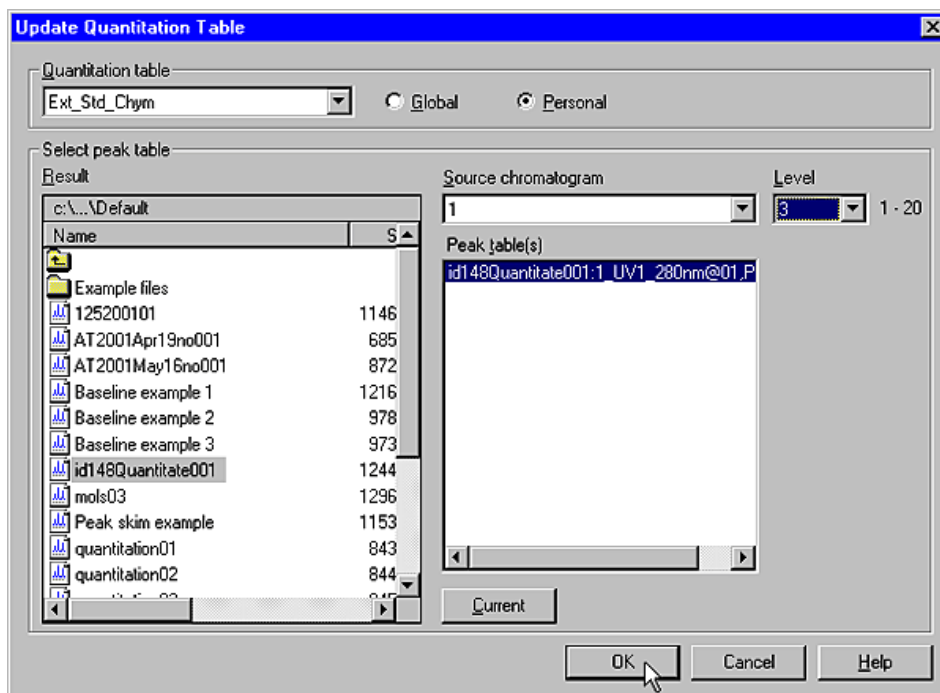 Update Quantitation Table
Quantitation table
Ext_Std_Chym
Global
Personal
Select peak table
Result
Source chromatogram
Level
c:\...\Default
1
3
1 - 20
Name
S
Peak table(s)
id148Quantitate001:1_UV1_280nm@01,P
Example files
125200101 1146
AT2001Apr19no001 685
AT2001May16no001 872
Baseline example 1 1216
Baseline example 2 978
Baseline example 3 973
id148Quantitate001 1244
mols03 1296
Peak skim example 1153
quantitation01 843
quantitation02 844
Current
OK
Cancel
Help